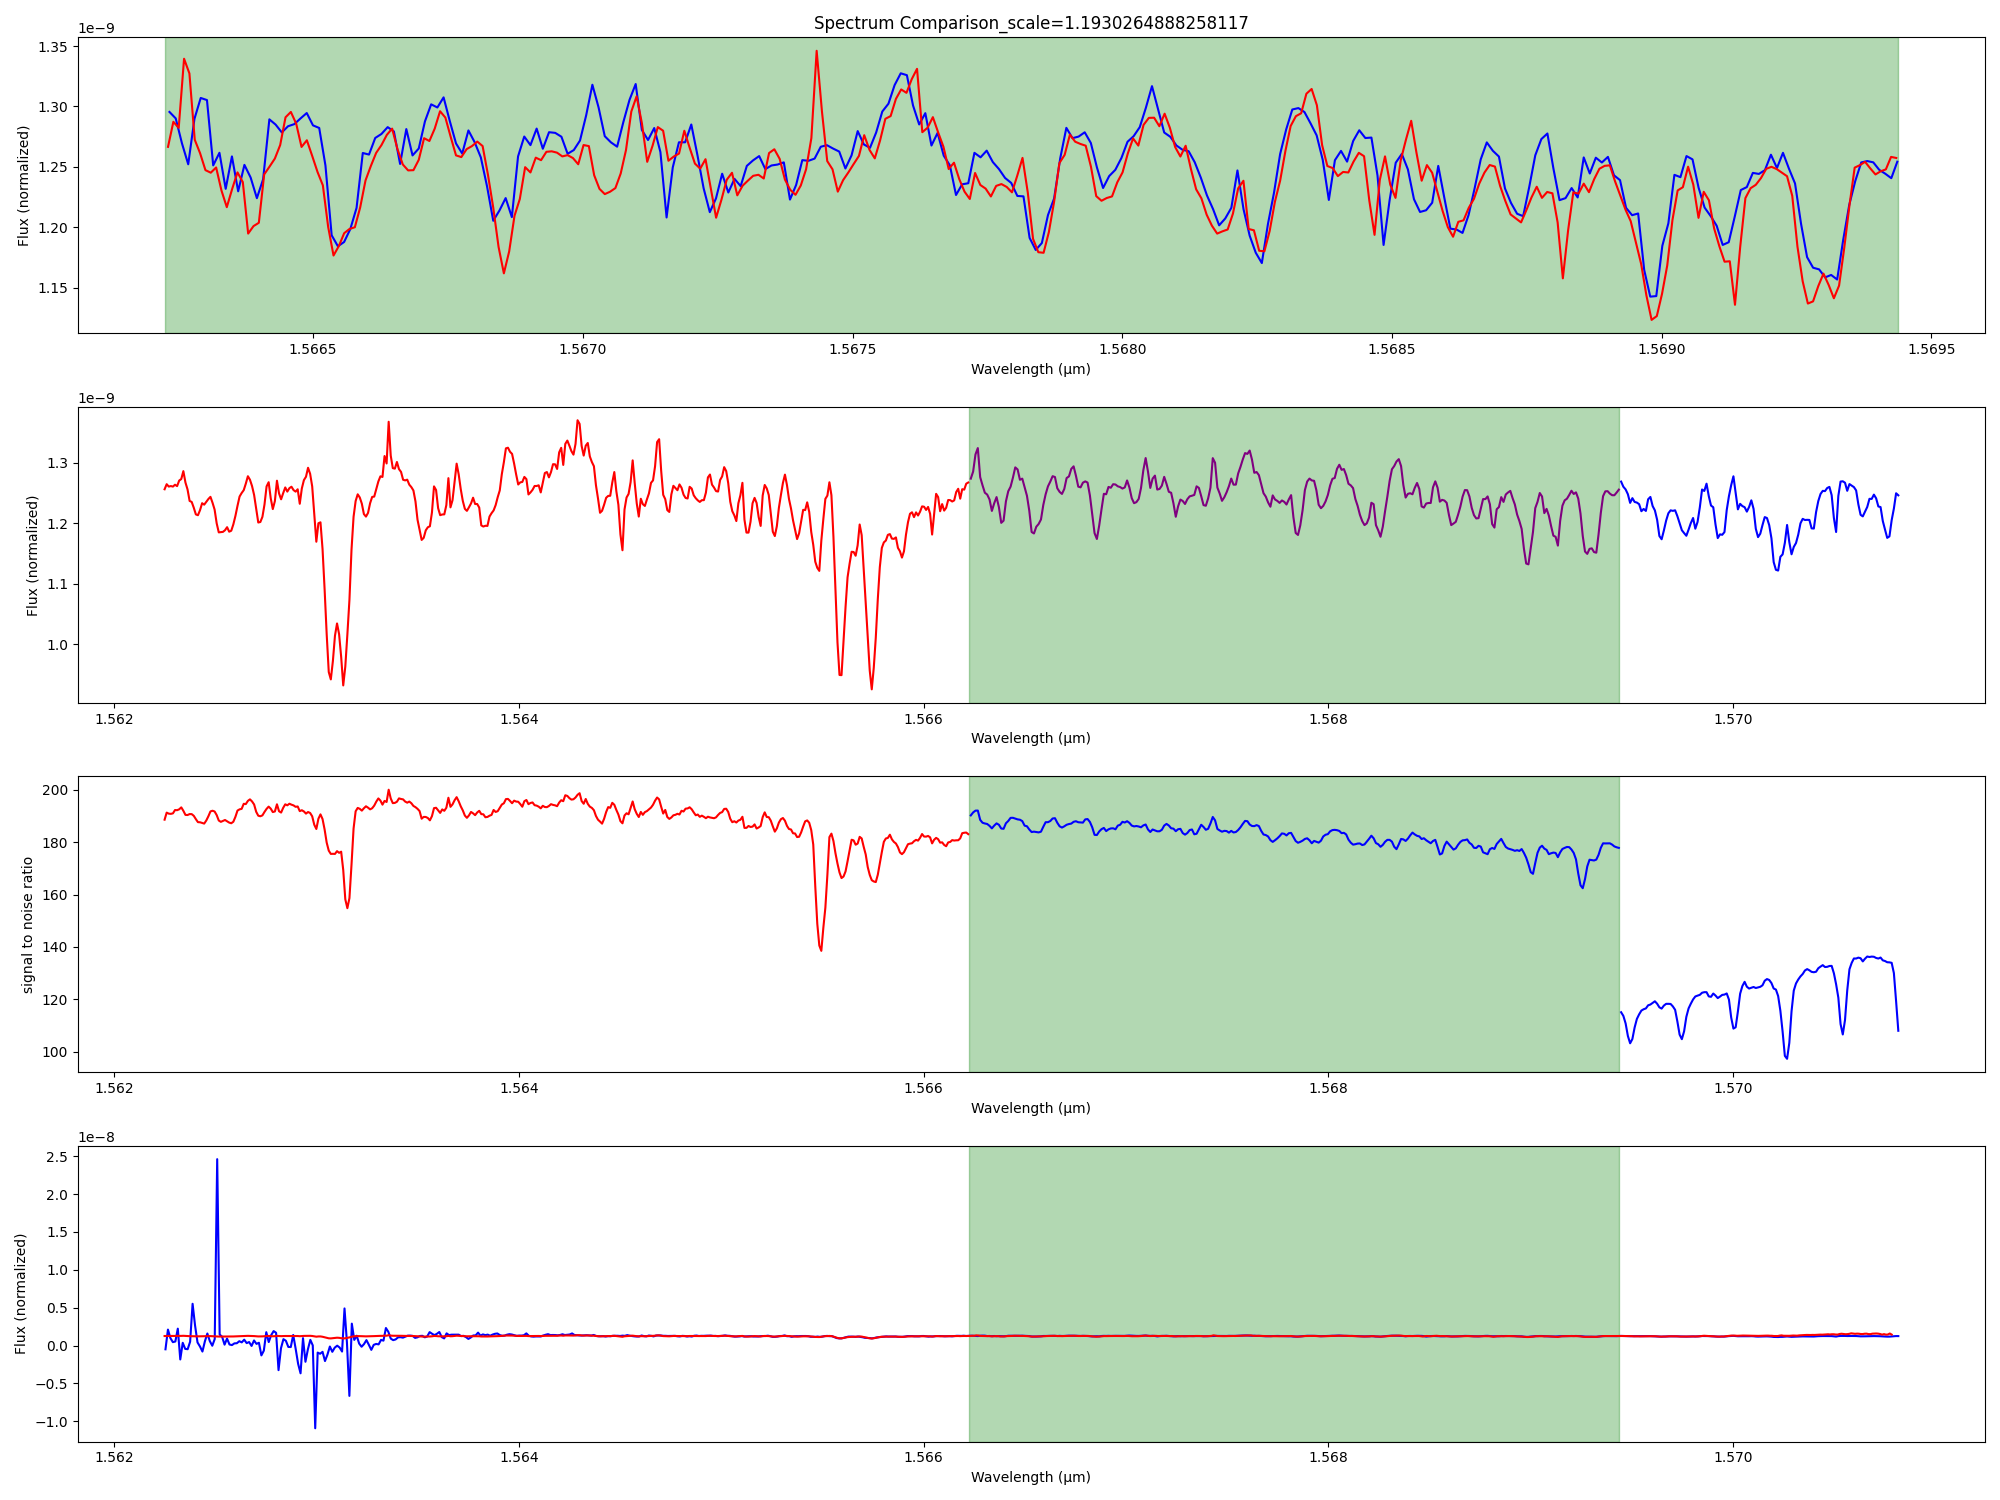 Spectrum Comparison_scale=1.1930264888258117
1e−9
1.35
1.30
1.25
1.20
1.15
Flux (normalized)
1.5665 1.5670 1.5675 1.5680 1.5685 1.5690 1.5695
Wavelength (μm)
1e−9
1.3
1.2
1.1
1.0
Flux (normalized)
1.562 1.564 1.566 1.568 1.570
Wavelength (μm)
200
180
160
140
120
100
signal to noise ratio
1.562 1.564 1.566 1.568 1.570
Wavelength (μm)
1e−8
2.5
2.0
1.5
1.0
0.5
0.0
−0.5
−1.0
Flux (normalized)
1.562 1.564 1.566 1.568 1.570
Wavelength (μm)